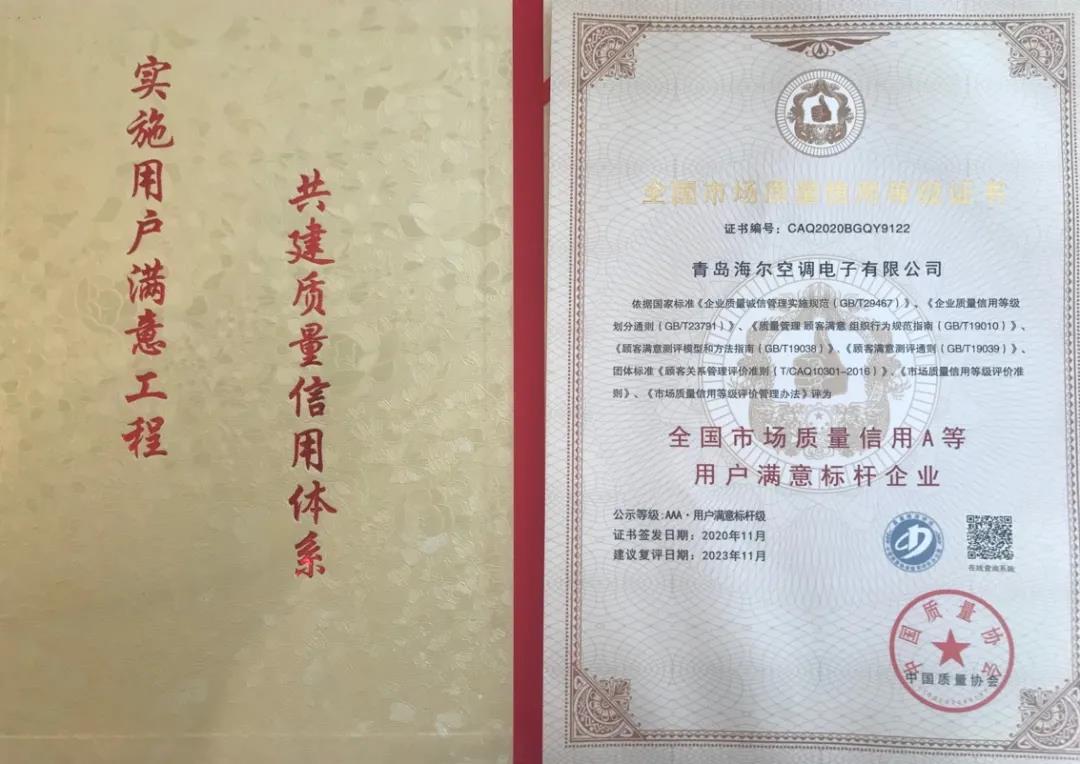 实施用户满意工程
共建质量信用体系
全国市场质量信用等级证书
证书编号：CAQ2020BGQY9122
青岛海尔空调电子有限公司
依据国家标准《企业质量诚信管理实施规范（GB/T29467）》、《企业质量信用等级
划分通则（GB/T23791）》、《质量管理 顾客满意 组织行为规范指南（GB/T19010）》、
《顾客满意测评模型和方法指南（GB/T19038）》、《顾客满意测评通则（GB/T19039）》、
团体标准《顾客关系管理评价准则（T/CAQ10301-2016）》、《市场质量信用等级评价准
则》、《市场质量信用等级评价管理办法》评为
全国市场质量信用A等
用户满意标杆企业
公示等级：AAA·用户满意标杆级
证书签发日期：2020年11月
建议复评日期：2023年11月
在线查询系统
中国质量协会
中国质量协会